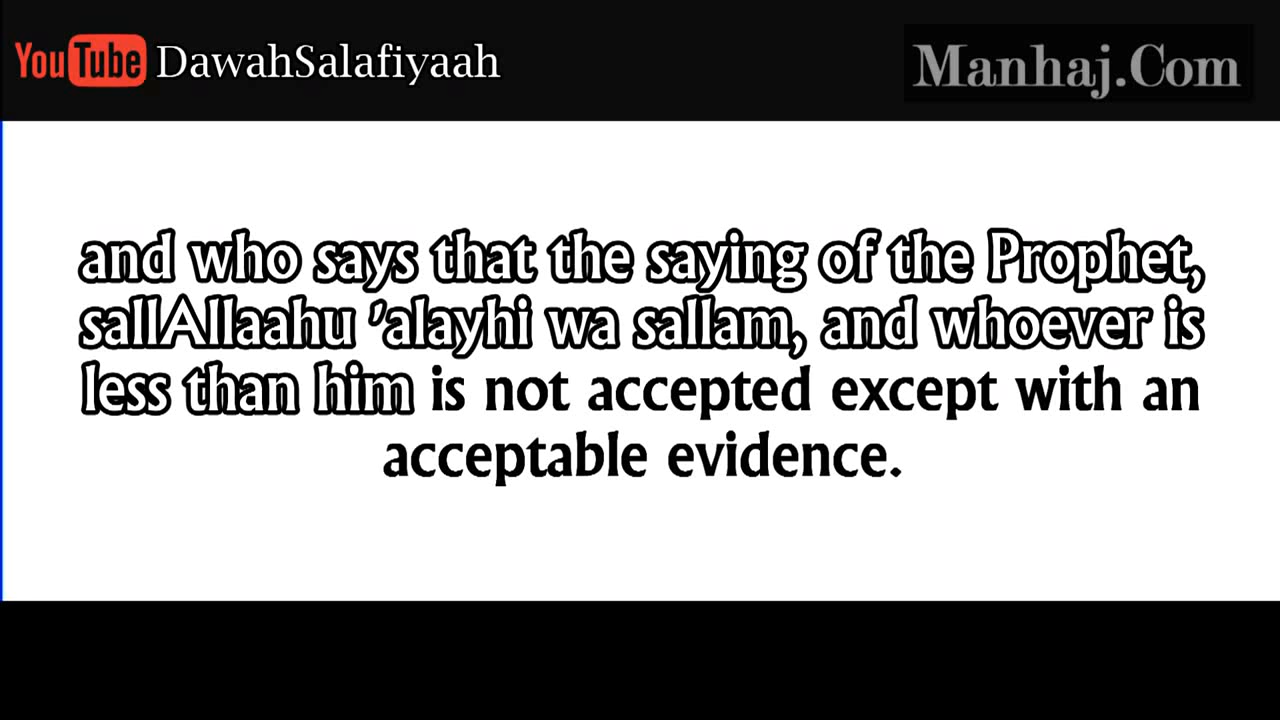 YouTube DawahSalafiyaah
Manhaj.Com
and who says that the saying of the Prophet,
sallAllaahu 'alayhi wa sallam, and whoever is
less than him is not accepted except with an
acceptable evidence.